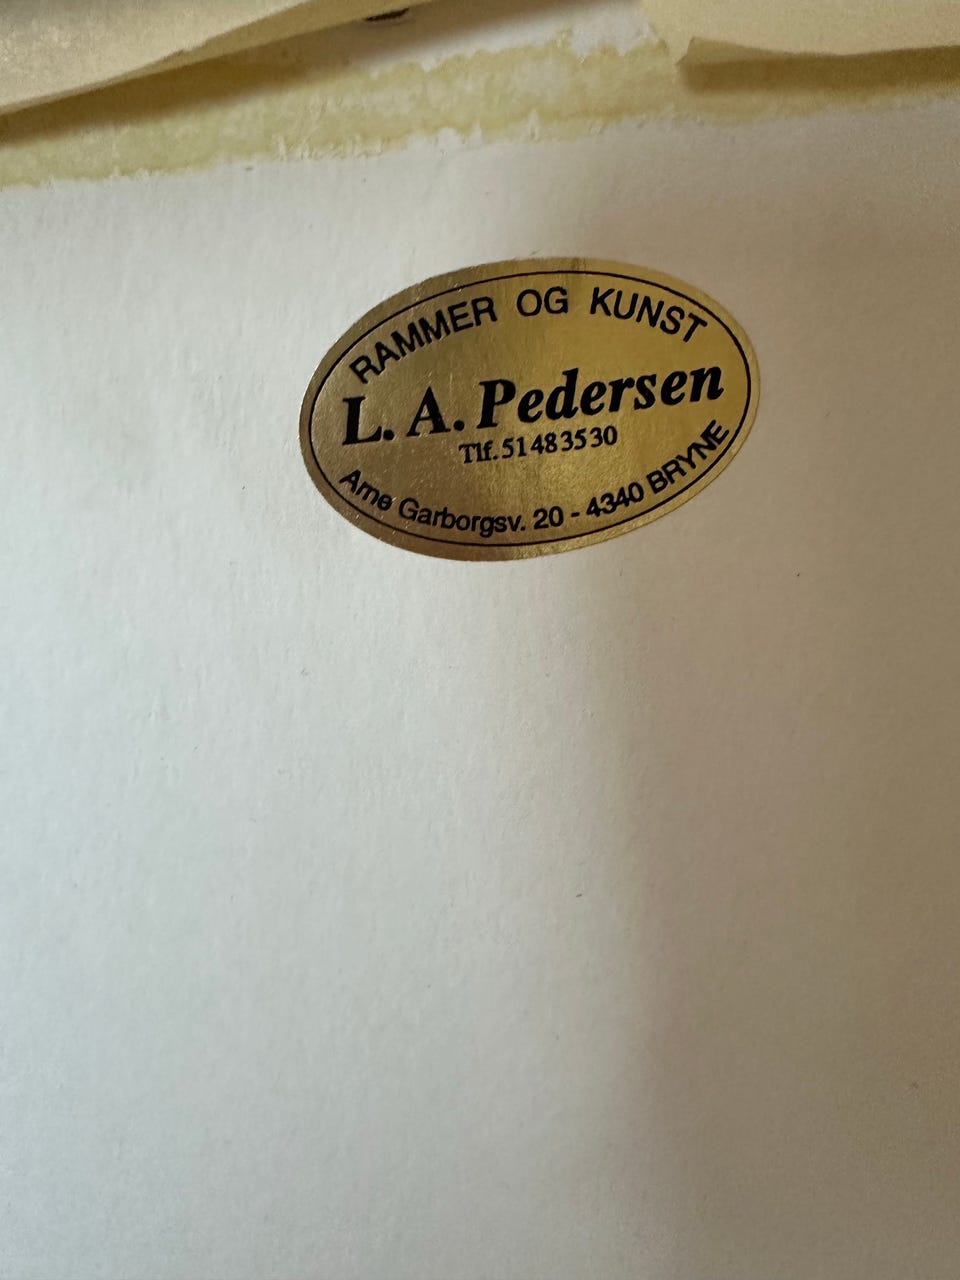 RAMMER OG KUNST
L. A. Pedersen
Tlf. 51 48 35 30
Arne Garborgsv. 20 - 4340 BRYNE